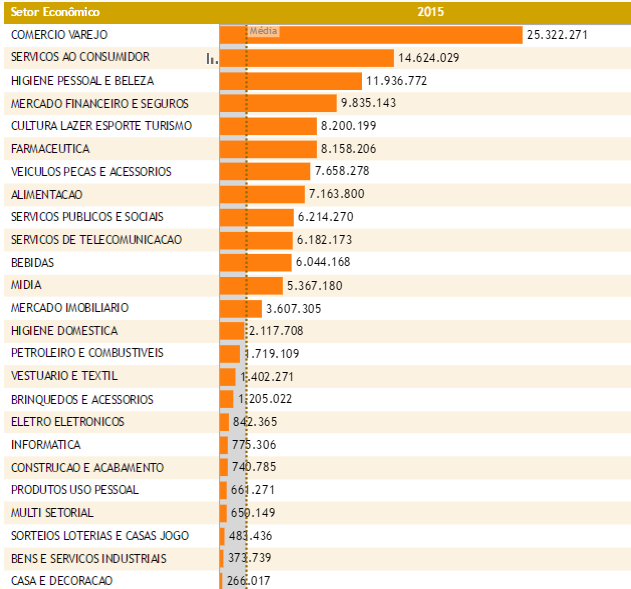 Setor Econômico 2015
Média
COMERCIO VAREJO 25.322.271
SERVICOS AO CONSUMIDOR 14.624.029
HIGIENE PESSOAL E BELEZA 11.936.772
MERCADO FINANCEIRO E SEGUROS 9.835.143
CULTURA LAZER ESPORTE TURISMO 8.200.199
FARMACEUTICA 8.158.206
VEICULOS PECAS E ACESSORIOS 7.658.278
ALIMENTACAO 7.163.800
SERVICOS PUBLICOS E SOCIAIS 6.214.270
SERVICOS DE TELECOMUNICACAO 6.182.173
BEBIDAS 6.044.168
MIDIA 5.367.180
MERCADO IMOBILIARIO 3.607.305
HIGIENE DOMESTICA 2.117.708
PETROLEIRO E COMBUSTIVEIS 1.719.109
VESTUARIO E TEXTIL 1.402.271
BRINQUEDOS E ACESSORIOS 1.205.022
ELETRO ELETRONICOS 842.365
INFORMATICA 775.306
CONSTRUCAO E ACABAMENTO 740.785
PRODUTOS USO PESSOAL 661.271
MULTI SETORIAL 650.149
SORTEIOS LOTERIAS E CASAS JOGO 483.436
BENS E SERVICOS INDUSTRIAIS 373.739
CASA E DECORACAO 266.017